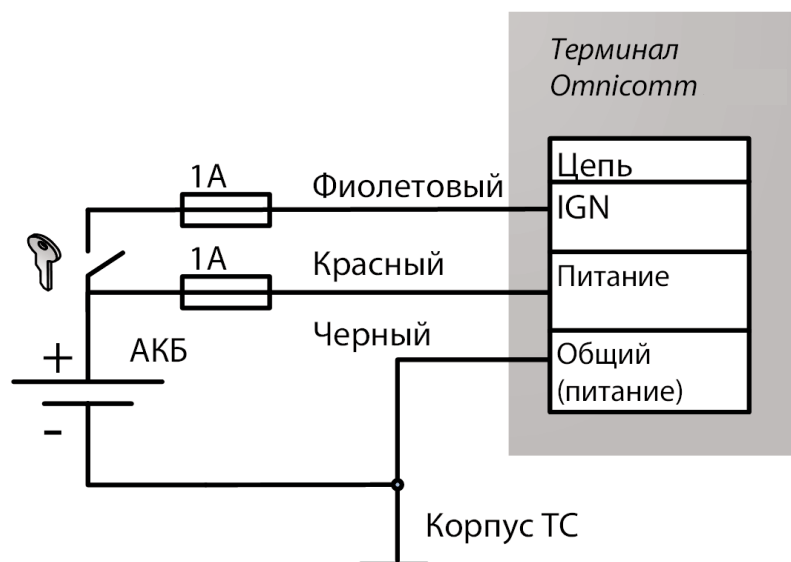 Терминал
Omnicomm
Цепь
1А
Фиолетовый
IGN
1А
Красный
Питание
Черный
+
АКБ
Общий
(питание)
-
Корпус ТС